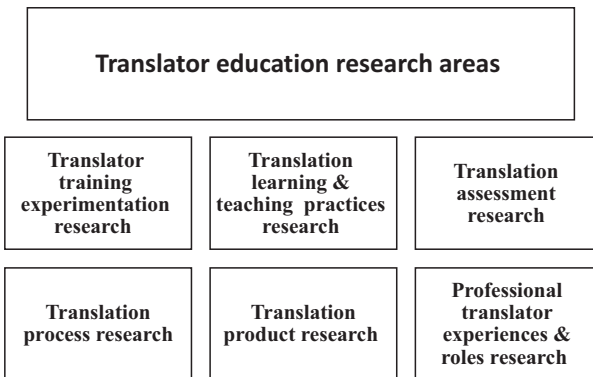 Translator education research areas
Translator
training
experimentation
research
Translation
learning &
teaching practices
research
Translation
assessment
research
Translation
process research
Translation
product research
Professional
translator
experiences &
roles research